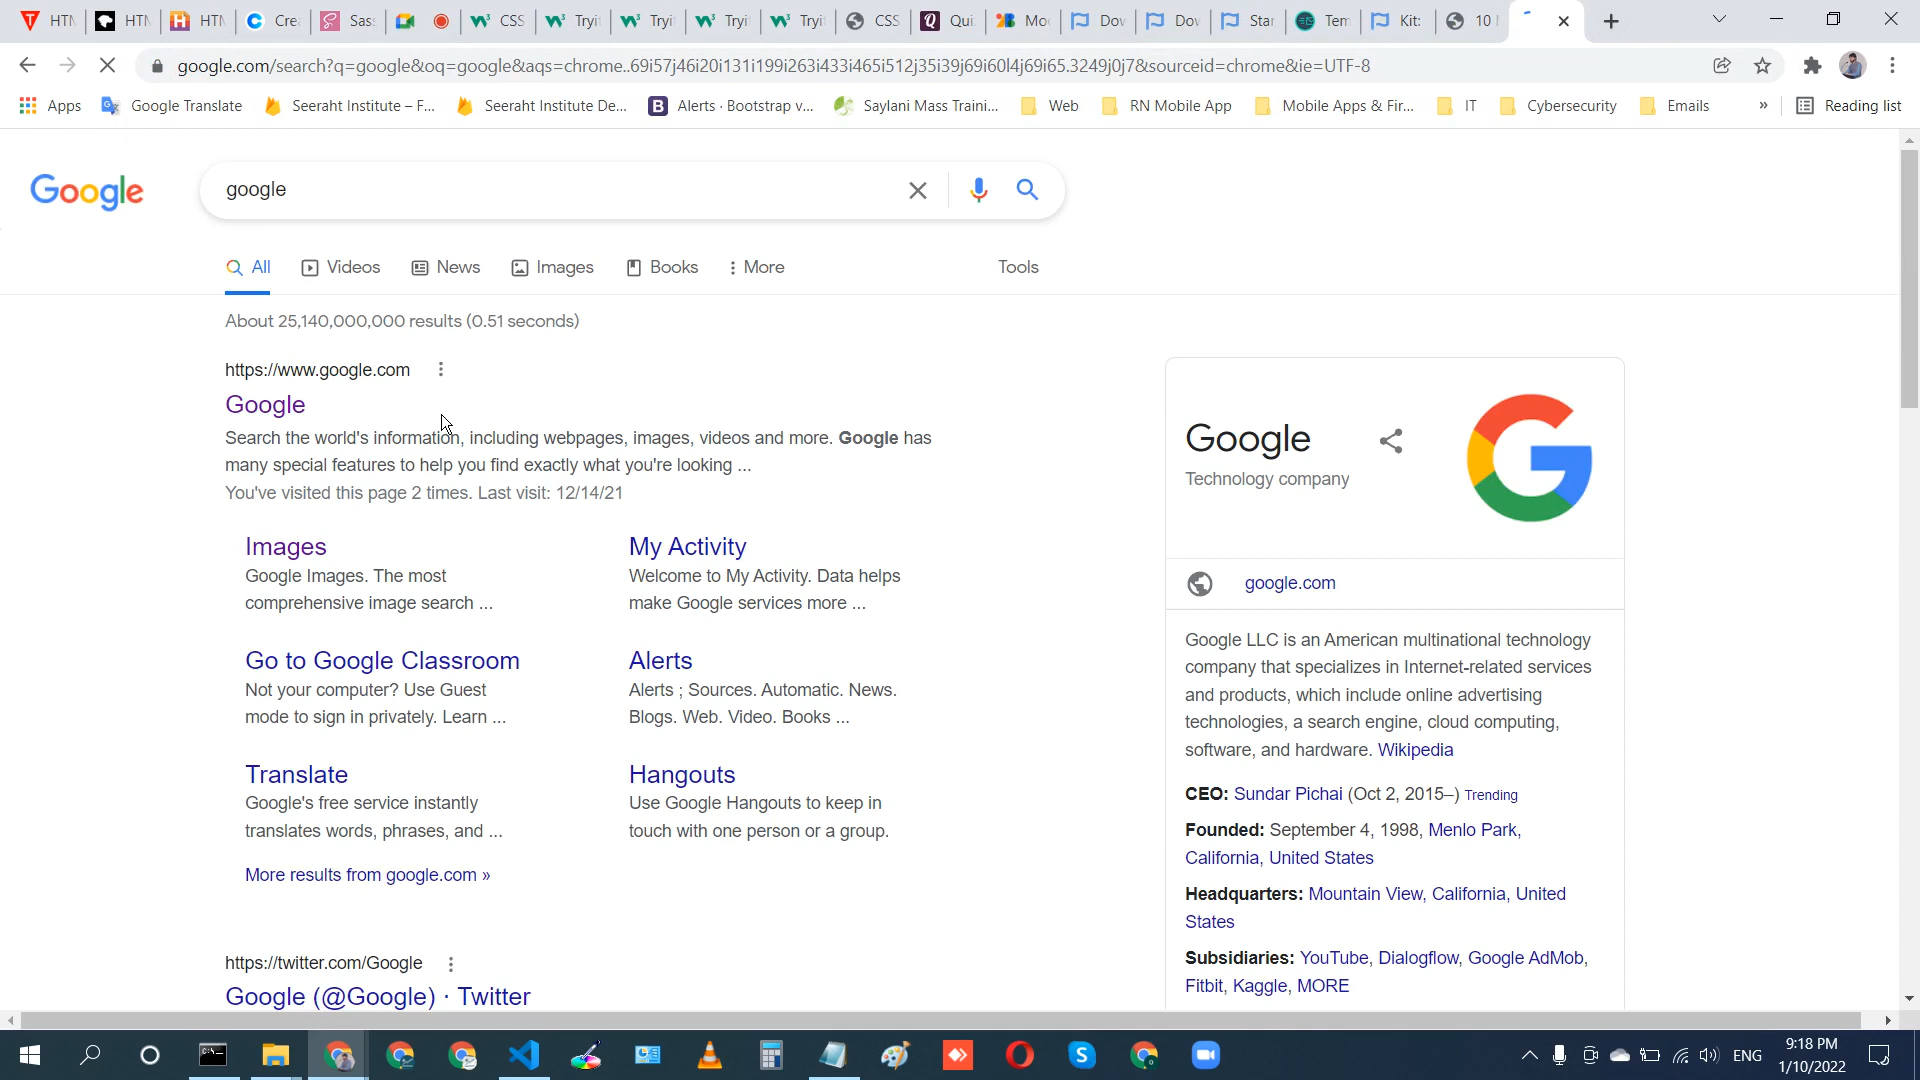 HTM
HTM
HTM
Crea
Sass
CSS
Tryi
Tryi
Tryi
Tryi
CSS
Qui
Mo
Dov
Dov
Star
Tem
Kit:
10
google.com/search?q=google&oq=google&aqs=chrome..69i57j46i20i131i199i263i433i465i512j35i39j69i60l4j69i65.3249j0j7&sourceid=chrome&ie=UTF-8
Apps
Google Translate
Seeraht Institute – F...
Seeraht Institute De...
Alerts · Bootstrap v...
Saylani Mass Traini...
Web
RN Mobile App
Mobile Apps & Fir...
IT
Cybersecurity
Emails
»
Reading list
Google
google
All
Videos
News
Images
Books
More
Tools
About 25,140,000,000 results (0.51 seconds)
https://www.google.com
Google
Search the world's information, including webpages, images, videos and more. Google has
many special features to help you find exactly what you're looking ...
You've visited this page 2 times. Last visit: 12/14/21
Images
Google Images. The most
comprehensive image search ...
My Activity
Welcome to My Activity. Data helps
make Google services more ...
Go to Google Classroom
Not your computer? Use Guest
mode to sign in privately. Learn ...
Alerts
Alerts ; Sources. Automatic. News.
Blogs. Web. Video. Books ...
Translate
Google's free service instantly
translates words, phrases, and ...
Hangouts
Use Google Hangouts to keep in
touch with one person or a group.
More results from google.com »
https://twitter.com/Google
Google (@Google) · Twitter
Google
Technology company
google.com
Google LLC is an American multinational technology
company that specializes in Internet-related services
and products, which include online advertising
technologies, a search engine, cloud computing,
software, and hardware. Wikipedia
CEO: Sundar Pichai (Oct 2, 2015–) Trending
Founded: September 4, 1998, Menlo Park,
California, United States
Headquarters: Mountain View, California, United
States
Subsidiaries: YouTube, Dialogflow, Google AdMob,
Fitbit, Kaggle, MORE
ENG
9:18 PM
1/10/2022